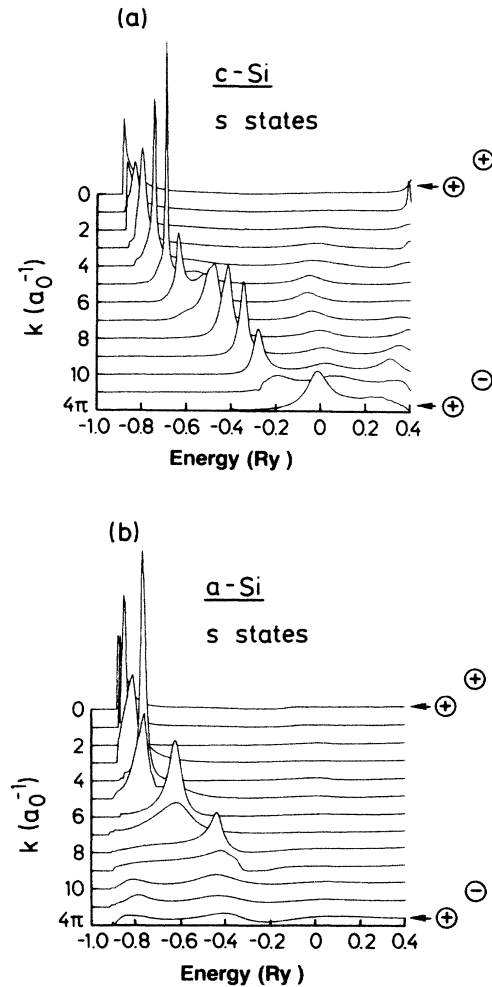 (a)
c-Si
s states
⊕
⊕
0
2
4
6
8
10
4π
k (a₀⁻¹)
⊖
⊕
-1.0 -0.8 -0.6 -0.4 -0.2 0 0.2 0.4
Energy (Ry)
(b)
a-Si
s states
⊕
⊕
0
2
4
6
8
10
4π
k (a₀⁻¹)
⊖
⊕
-1.0 -0.8 -0.6 -0.4 -0.2 0 0.2 0.4
Energy (Ry)